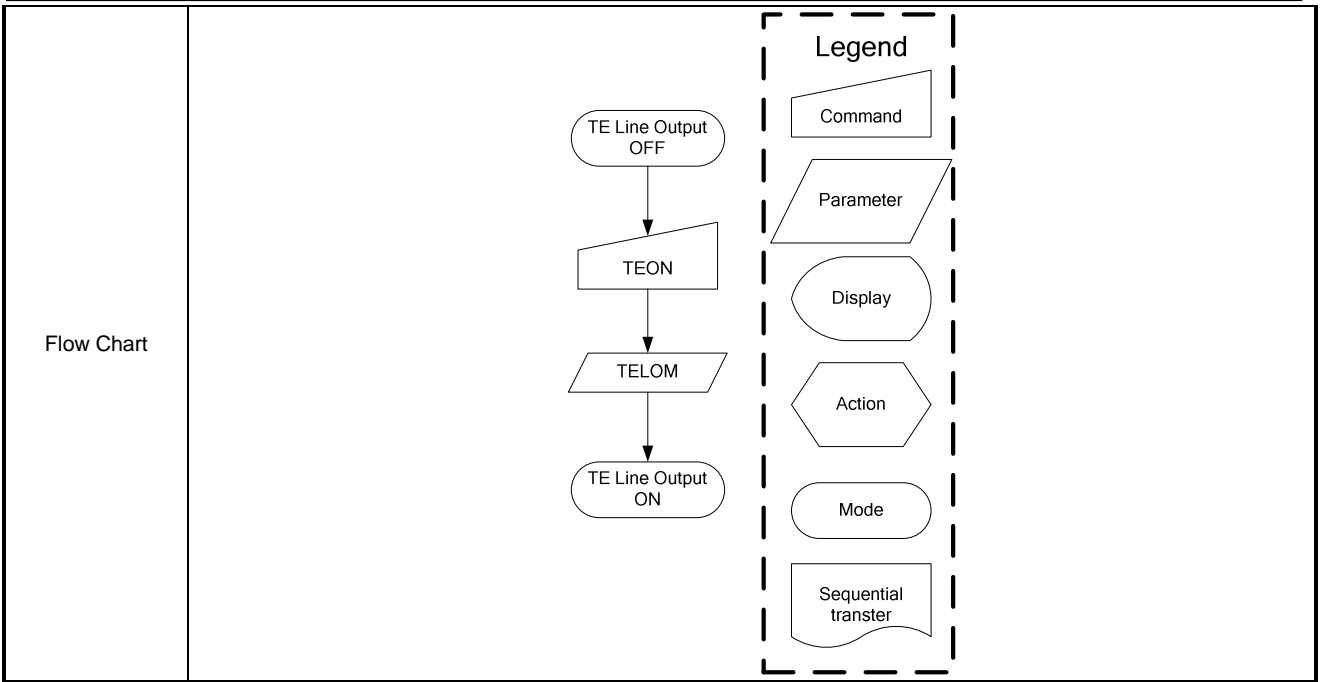 Flow Chart
TE Line Output
OFF
TEON
TELOM
TE Line Output
ON
Legend
Command
Parameter
Display
Action
Mode
Sequential
transter